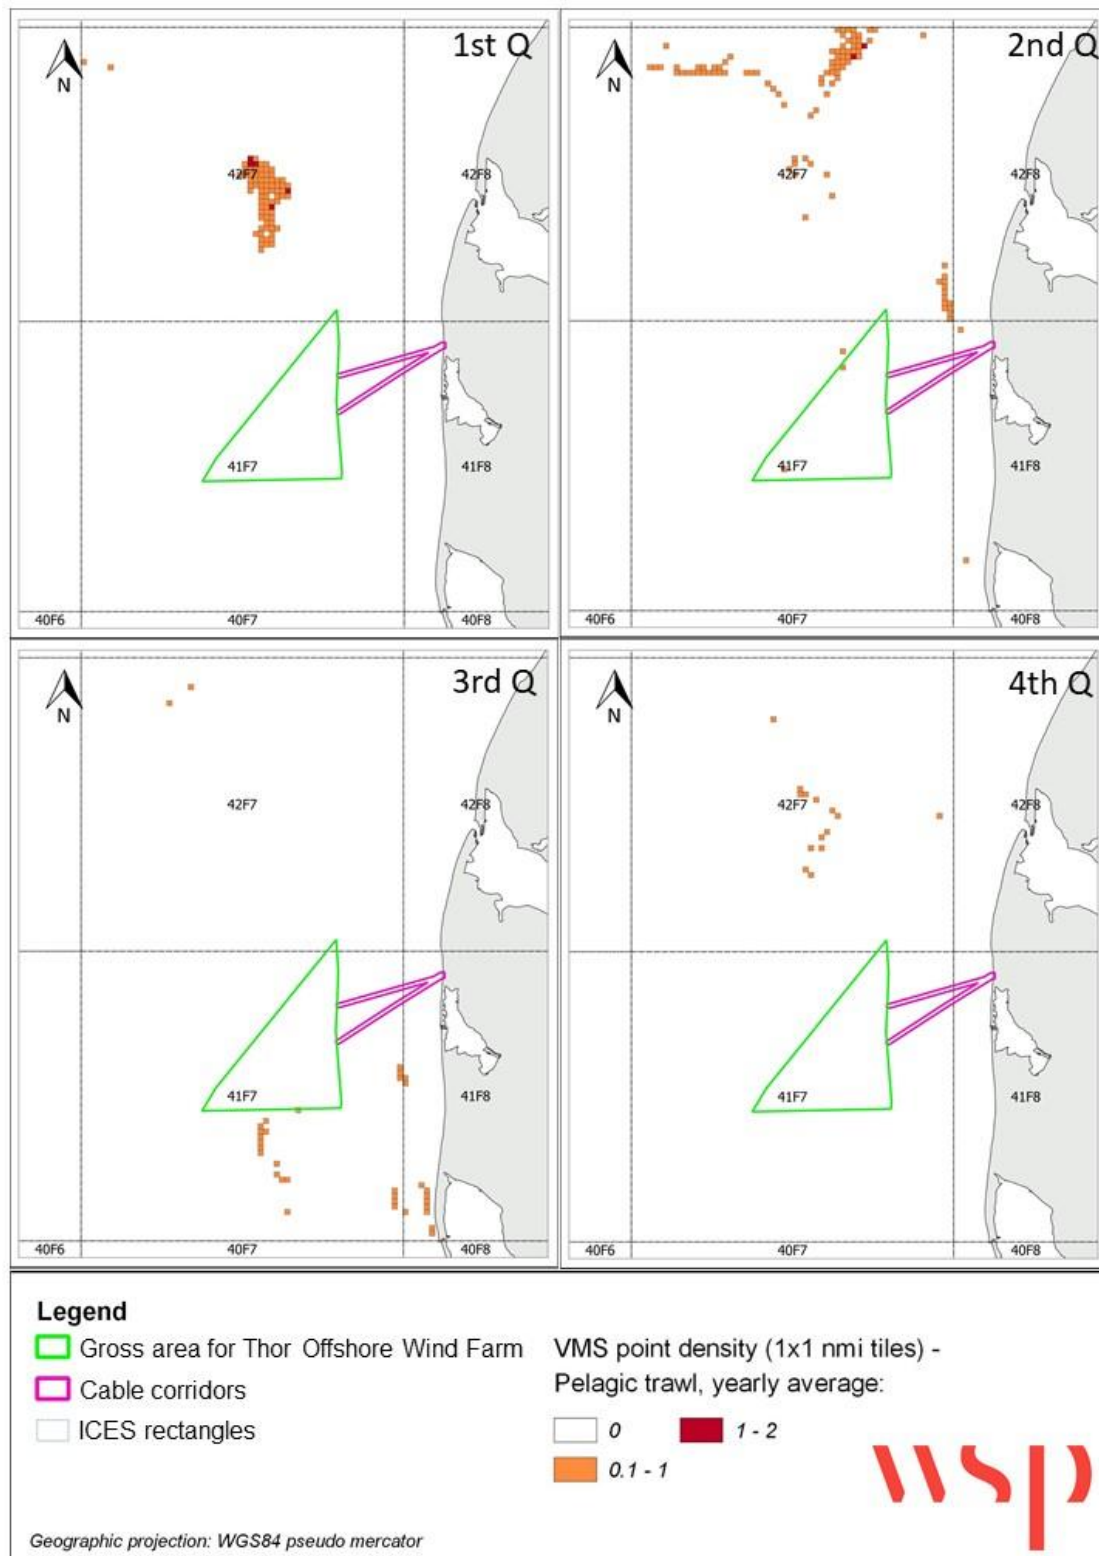 1st Q
N
42F7
42F8
41F7
41F8
40F6
40F7
40F8
2nd Q
N
42F7
42F8
41F7
41F8
40F6
40F7
40F8
3rd Q
N
42F7
42F8
41F7
41F8
40F6
40F7
40F8
4th Q
N
42F7
42F8
41F7
41F8
40F6
40F7
40F8
Legend
Gross area for Thor Offshore Wind Farm
Cable corridors
ICES rectangles
VMS point density (1x1 nmi tiles) -
Pelagic trawl, yearly average:
0
1 - 2
0.1 - 1
wsp
Geographic projection: WGS84 pseudo mercator